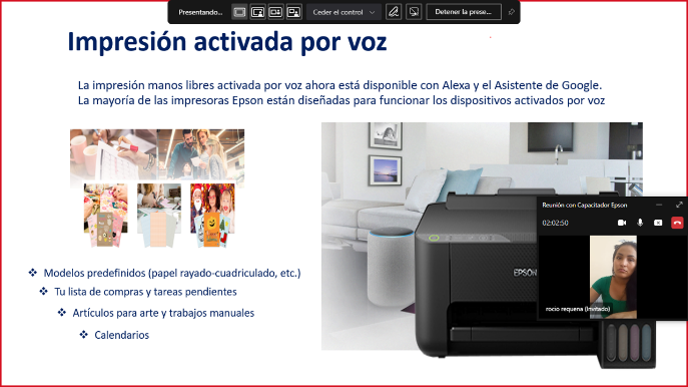 Presentando...
Ceder el control
Detener la prese...
Impresión activada por voz
La impresión manos libres activada por voz ahora está disponible con Alexa y el Asistente de Google.
La mayoría de las impresoras Epson están diseñadas para funcionar los dispositivos activados por voz
Reunión con Capacitador Epson
02:02:50
EPSON
rocio requena (Invitado)
Modelos predefinidos (papel rayado-cuadriculado, etc.)
Tu lista de compras y tareas pendientes
Artículos para arte y trabajos manuales
Calendarios